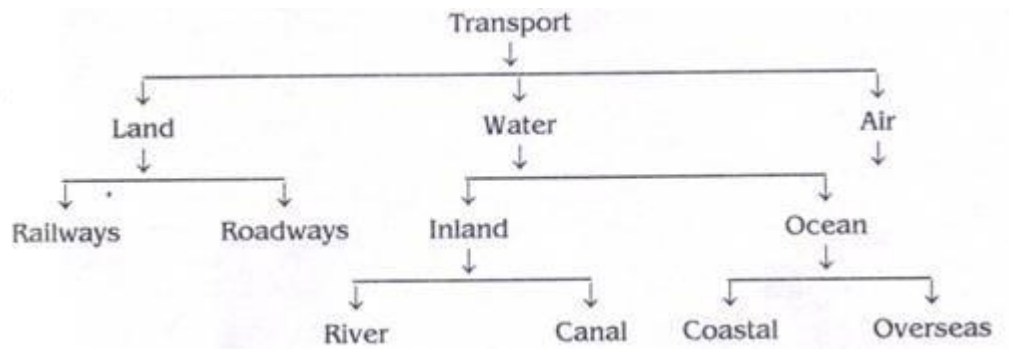 Transport
Land Water Air
Railways Roadways Inland Ocean
River Canal Coastal Overseas